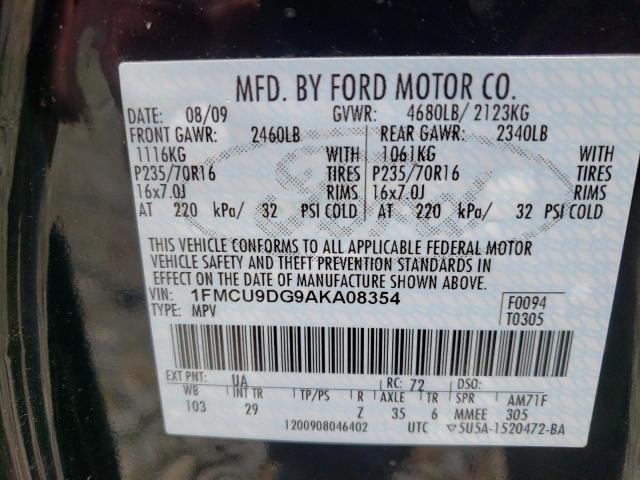 MFD. BY FORD MOTOR CO.
DATE: 08/09 GVWR: 4680LB/ 2123KG
FRONT GAWR: 2460LB REAR GAWR: 2340LB
1116KG WITH 1061KG WITH
P235/70R16 TIRES P235/70R16 TIRES
16x7.0J RIMS 16x7.0J RIMS
AT 220 kPa/ 32 PSI COLD AT 220 kPa/ 32 PSI COLD
Ford
THIS VEHICLE CONFORMS TO ALL APPLICABLE FEDERAL MOTOR
VEHICLE SAFETY AND THEFT PREVENTION STANDARDS IN
EFFECT ON THE DATE OF MANUFACTURE SHOWN ABOVE.
VIN: 1FMCU9DG9AKA08354 F0094
TYPE: MPV T0305
EXT PNT: UA RC: 72 DSO:
WB INT TR TP/PS R AXLE TR SPR AM71F
103 29 Z 35 6 MMEE 305
1200908046402 UTC ▽5U5A-1520472-BA